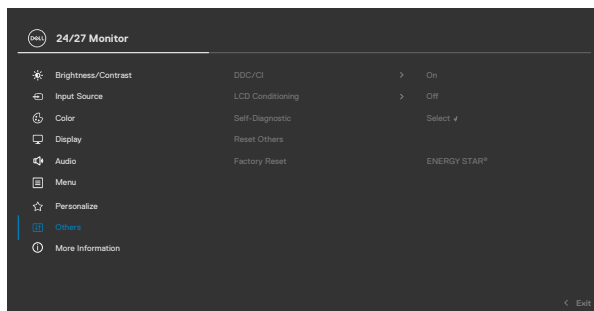 DELL 24/27 Monitor
Brightness/Contrast DDC/CI > On
Input Source LCD Conditioning > Off
Color Self-Diagnostic Select
Display Reset Others
Audio Factory Reset ENERGY STAR®
Menu
Personalize
Others
More Information
< Exit